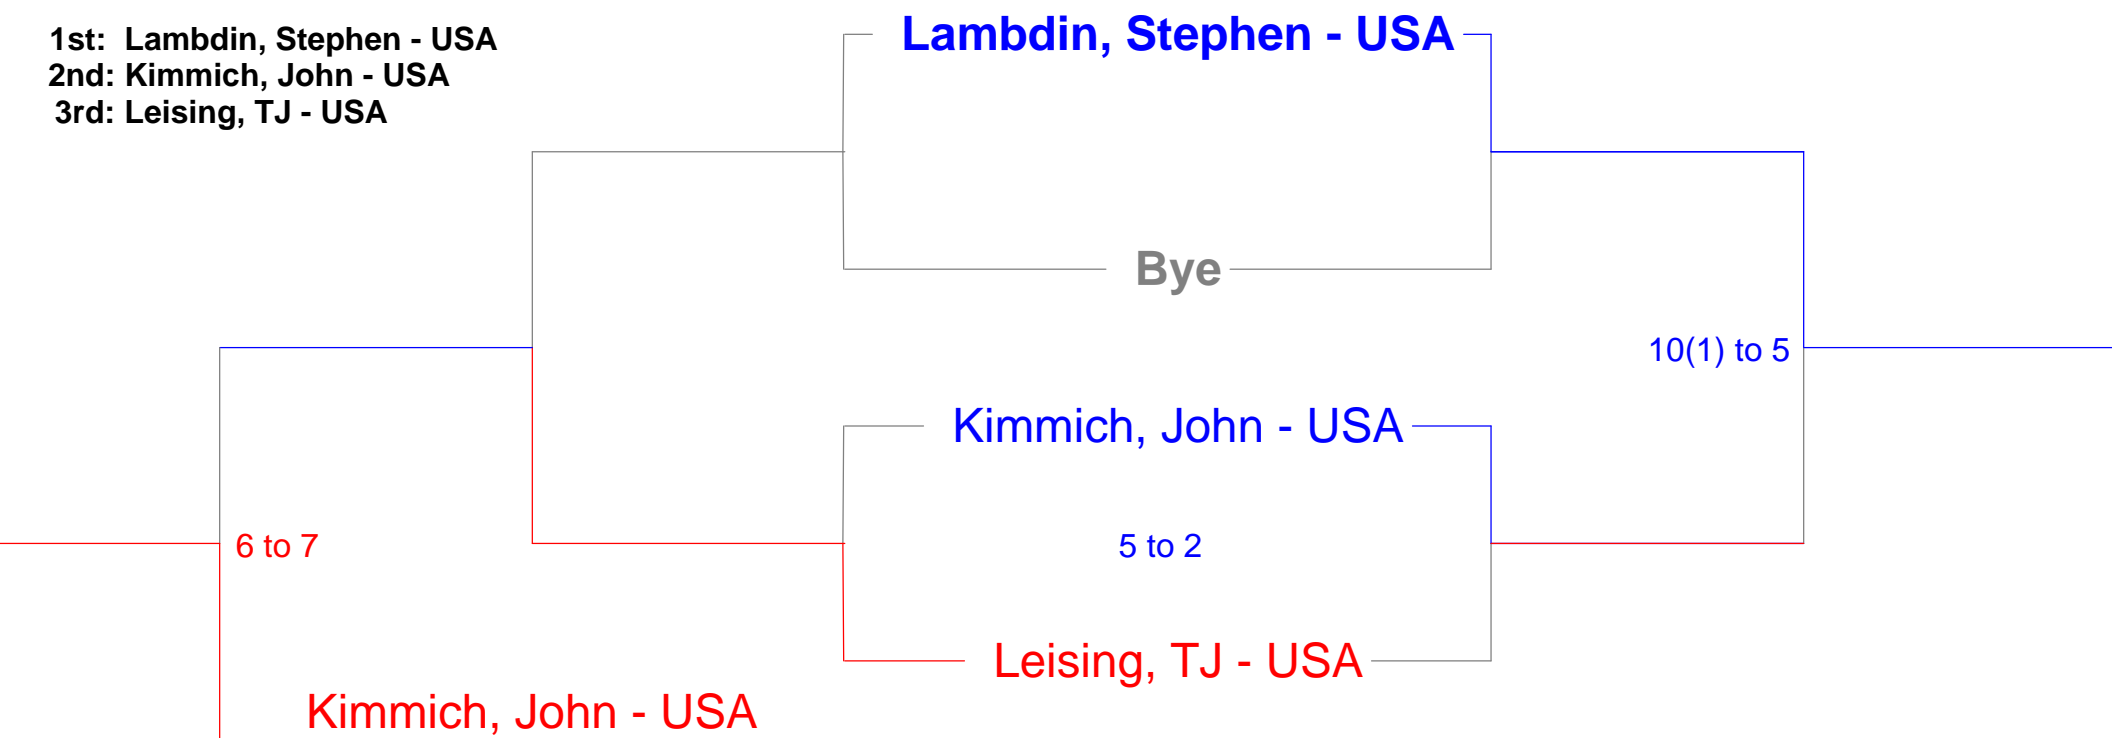 1st: Lambdin, Stephen - USA
2nd: Kimmich, John - USA
3rd: Leising, TJ - USA
Lambdin, Stephen - USA
Bye
10(1) to 5
Kimmich, John - USA
6 to 7
5 to 2
Leising, TJ - USA
Kimmich, John - USA